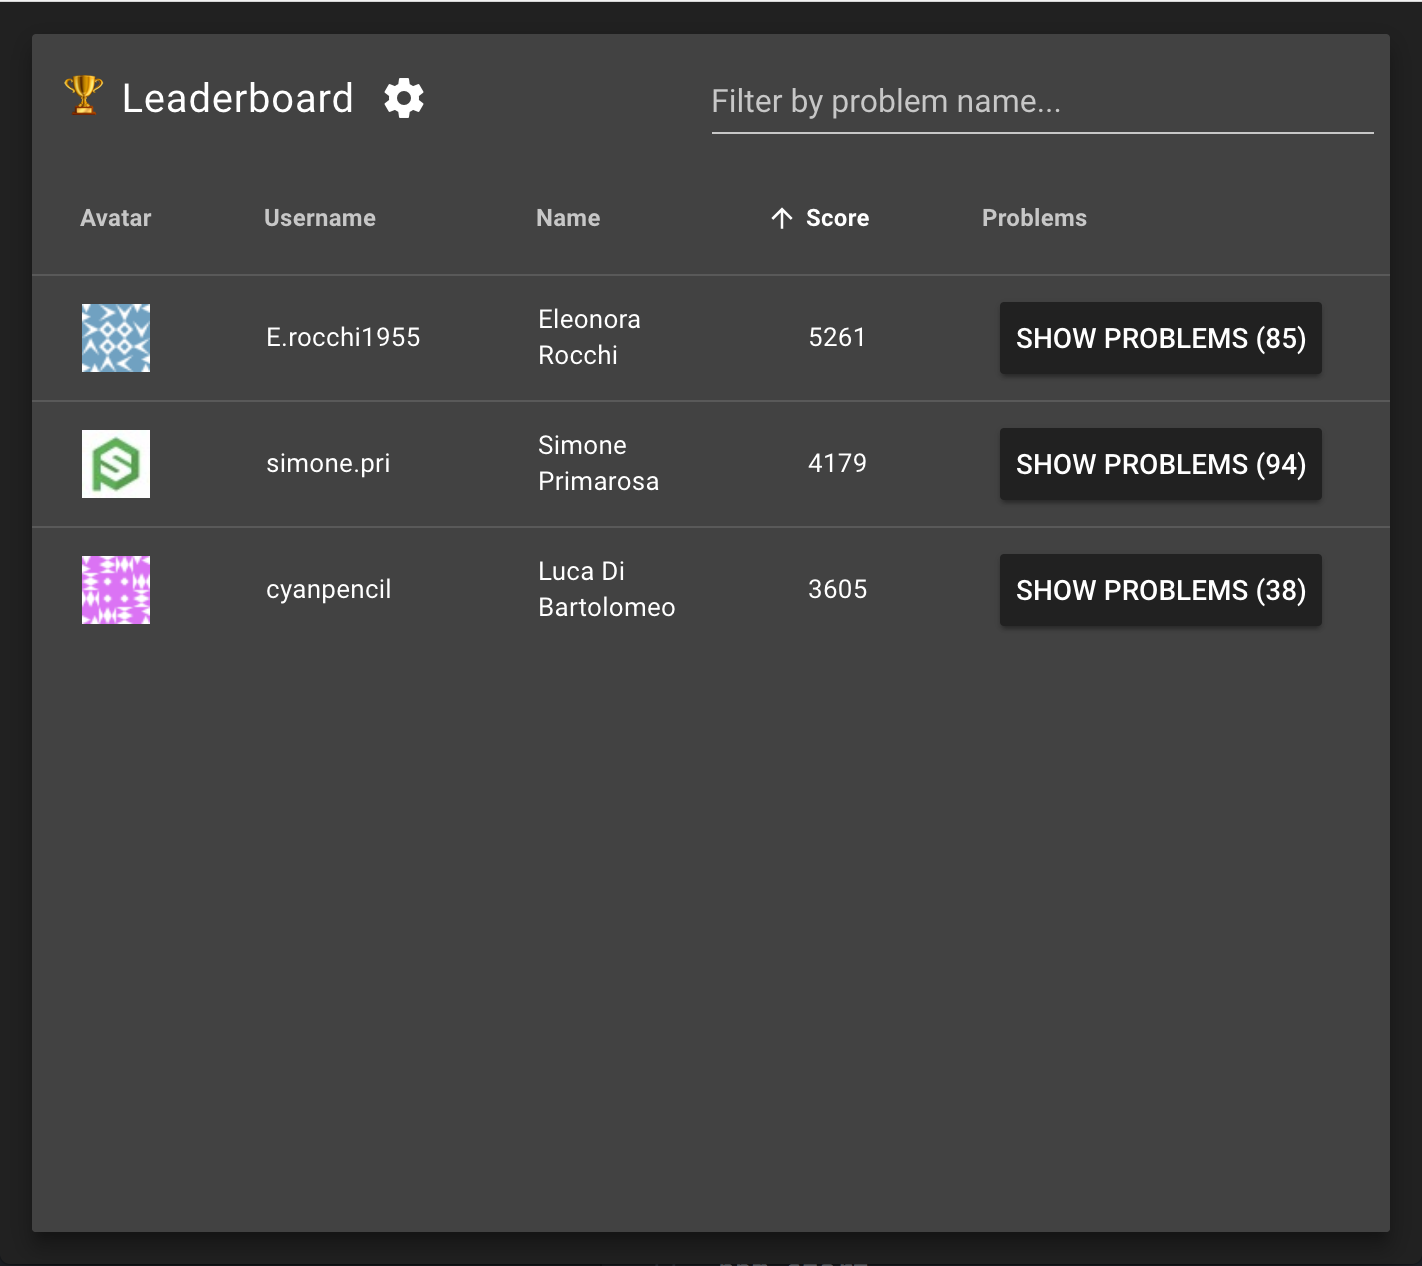 Leaderboard
Filter by problem name...
Avatar Username Name Score Problems
E.rocchi1955 Eleonora Rocchi 5261 SHOW PROBLEMS (85)
simone.pri Simone Primarosa 4179 SHOW PROBLEMS (94)
cyanpencil Luca Di Bartolomeo 3605 SHOW PROBLEMS (38)